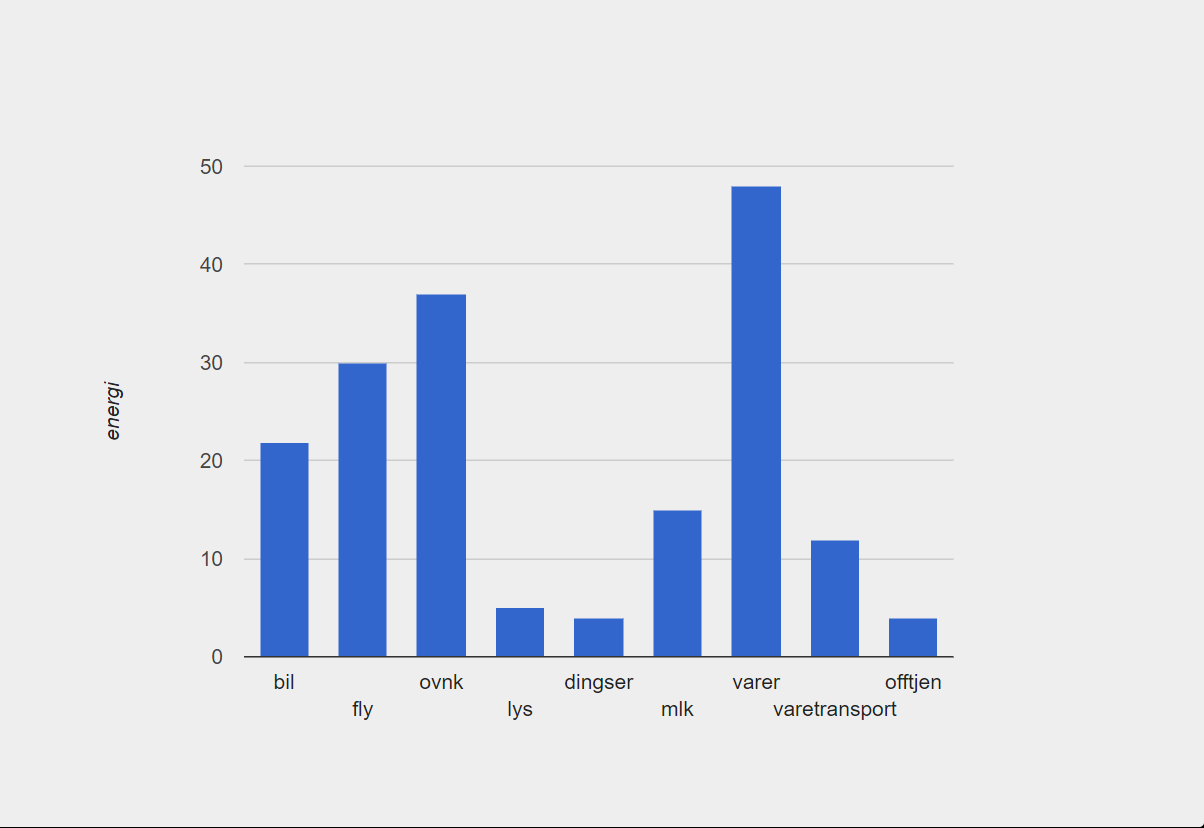 50
40
30
20
10
0
energi
bil
fly
ovnk
lys
dingser
mlk
varer
varetransport
offtjen